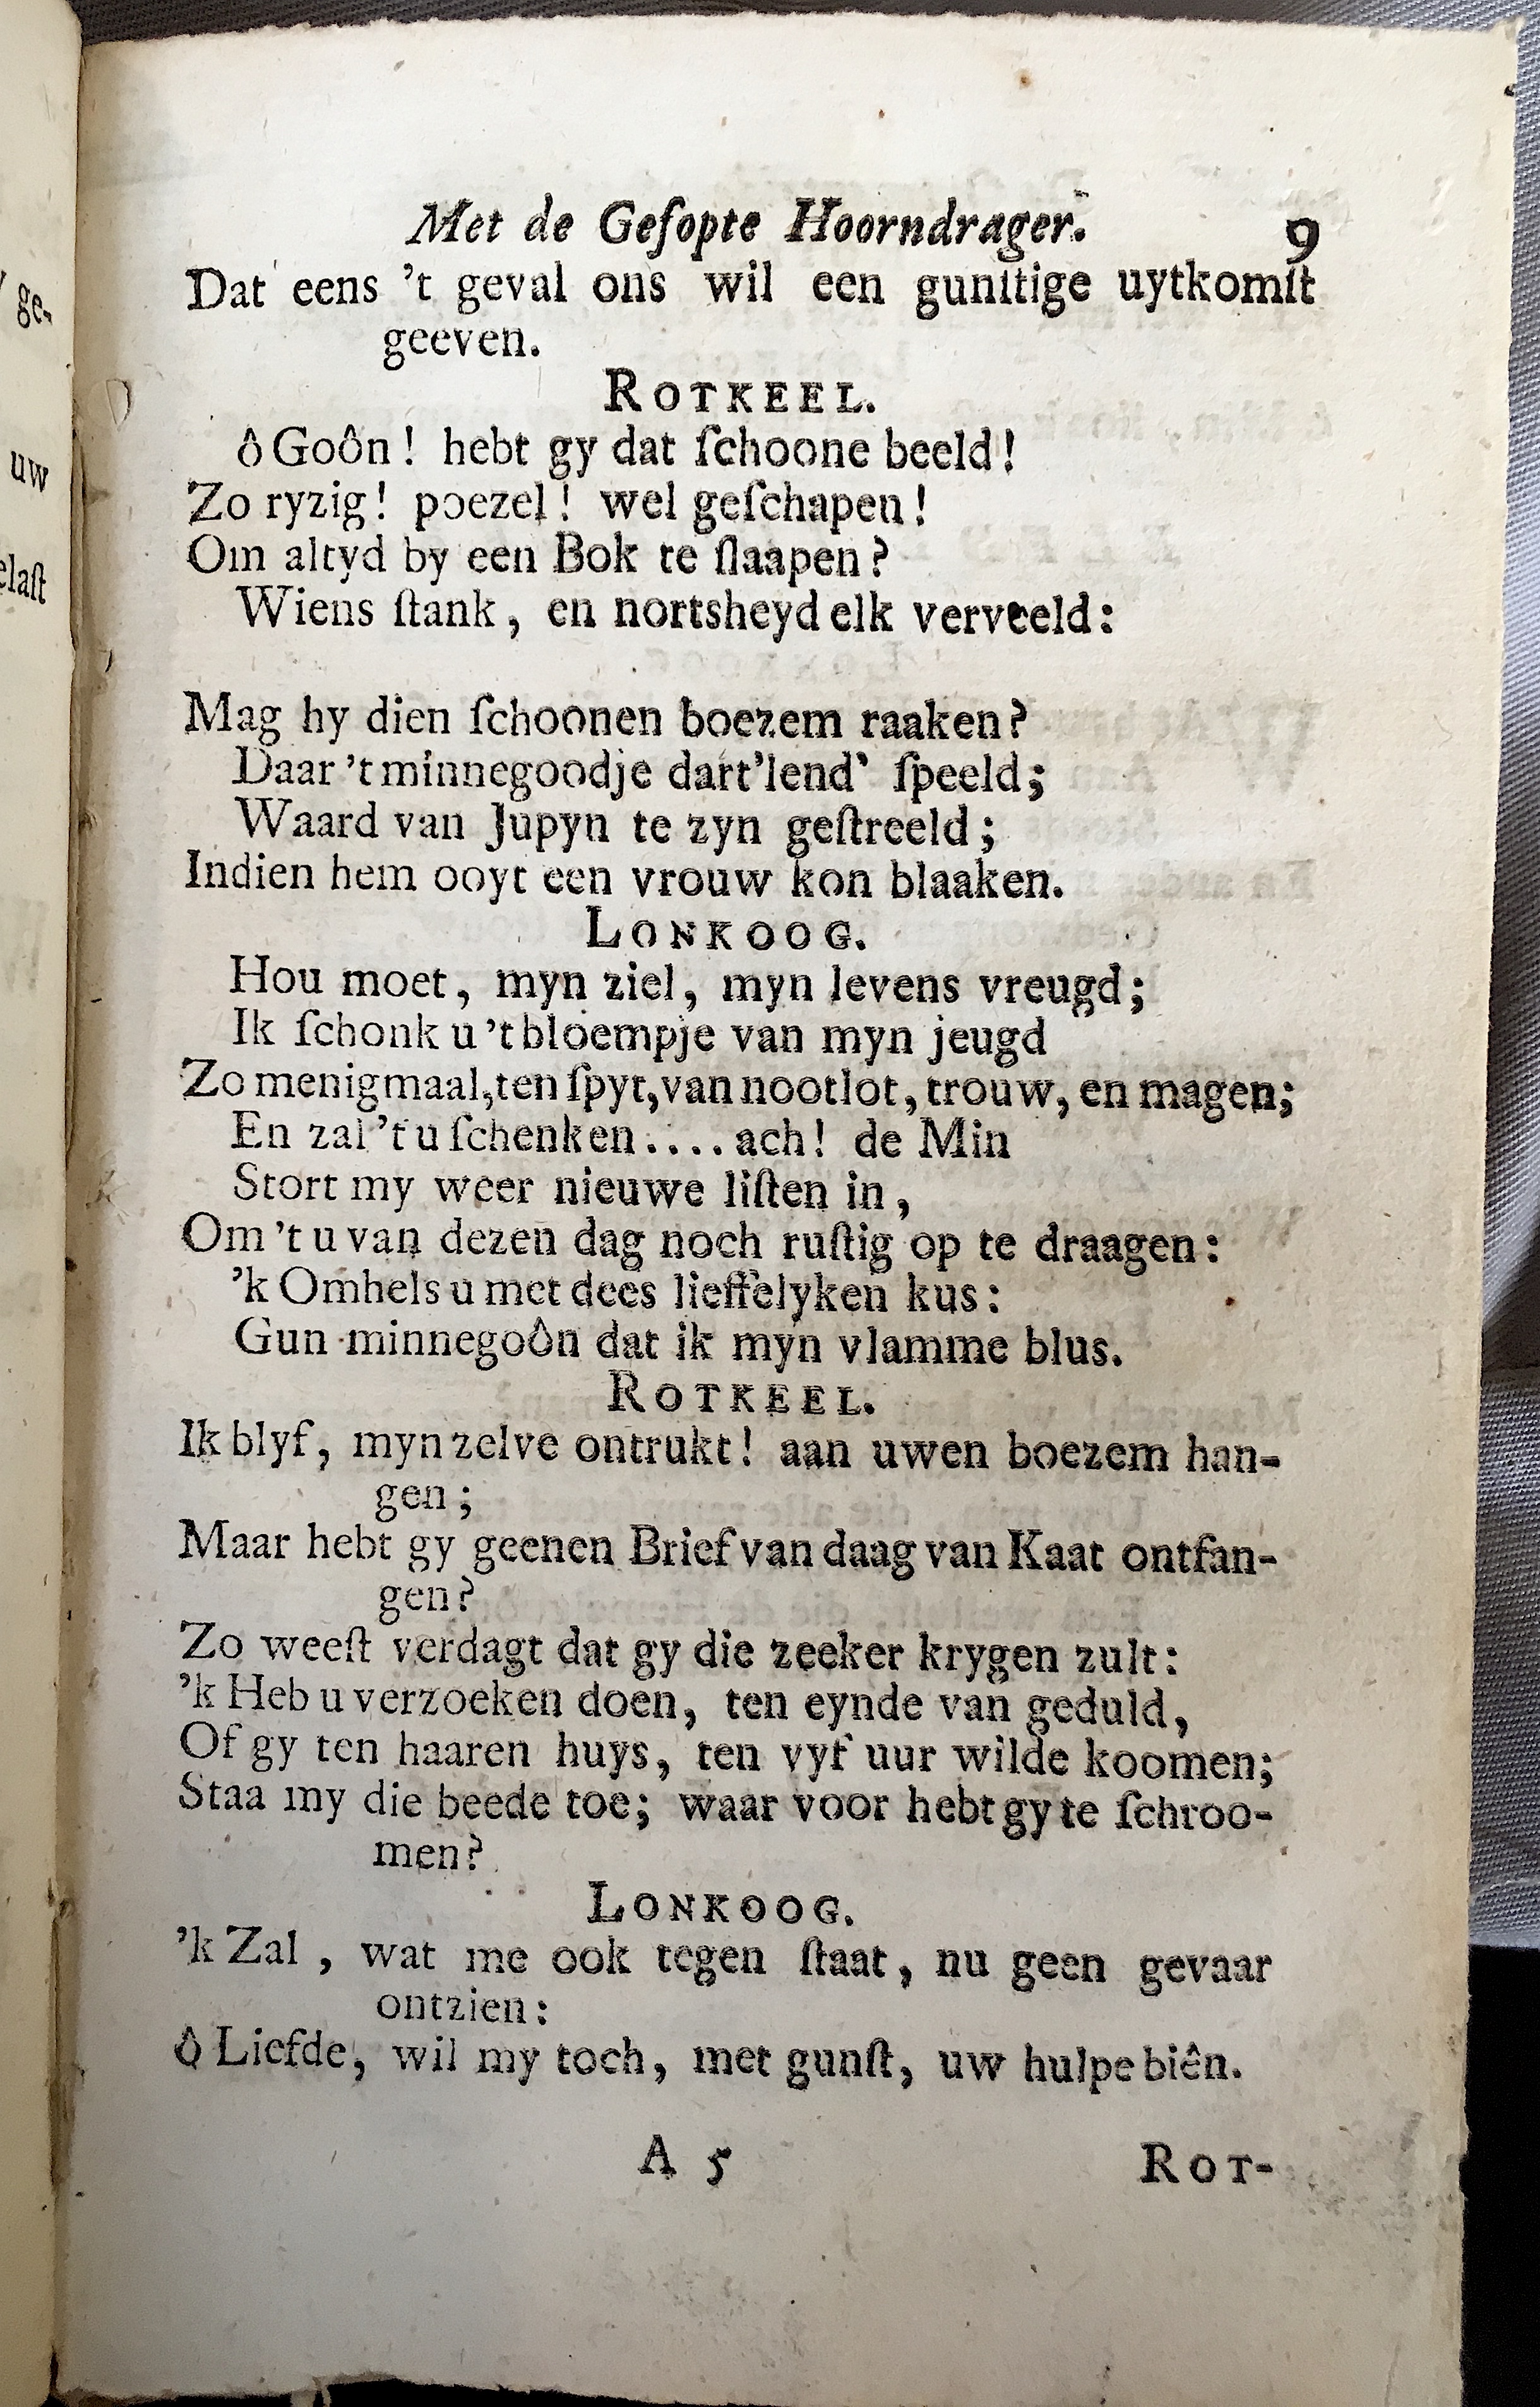 ge-
uw
elaſt
Met de Geſopte Hoorndrager. 9
Dat eens 't geval ons wil een gunſtige uytkomſt
geeven.
ROTKEEL.
ô Goôn! hebt gy dat ſchoone beeld!
Zo ryzig! poezel! wel geſchapen!
Om altyd by een Bok te ſlaapen?
Wiens ſtank, en nortsheyd elk verveeld:
Mag hy dien ſchoonen boezem raaken?
Daar 't minnegoodje dart'lend' ſpeeld;
Waard van Jupyn te zyn geſtreeld;
Indien hem ooyt een vrouw kon blaaken.
LONKOOG.
Hou moet, myn ziel, myn levens vreugd;
Ik ſchonk u 't bloempje van myn jeugd
Zo menigmaal, ten ſpyt, van nootlot, trouw, en magen;
En zal 't u ſchenken.... ach! de Min
Stort my weer nieuwe liſten in,
Om 't u van dezen dag noch ruſtig op te draagen:
'k Omhels u met dees lieffelyken kus:
Gun minnegoôn dat ik myn vlamme blus.
ROTKEEL.
Ik blyf, myn zelve ontrukt! aan uwen boezem han-
gen;
Maar hebt gy geenen Brief van daag van Kaat ontfan-
gen?
Zo weeſt verdagt dat gy die zeeker krygen zult:
'k Heb u verzoeken doen, ten eynde van geduld,
Of gy ten haaren huys, ten vyf uur wilde koomen;
Staa my die beede toe; waar voor hebt gy te ſchroo-
men?
LONKOOG.
'k Zal, wat me ook tegen ſtaat, nu geen gevaar
ontzien:
ô Liefde, wil my toch, met gunſt, uw hulpe biên.
A 5 ROT-